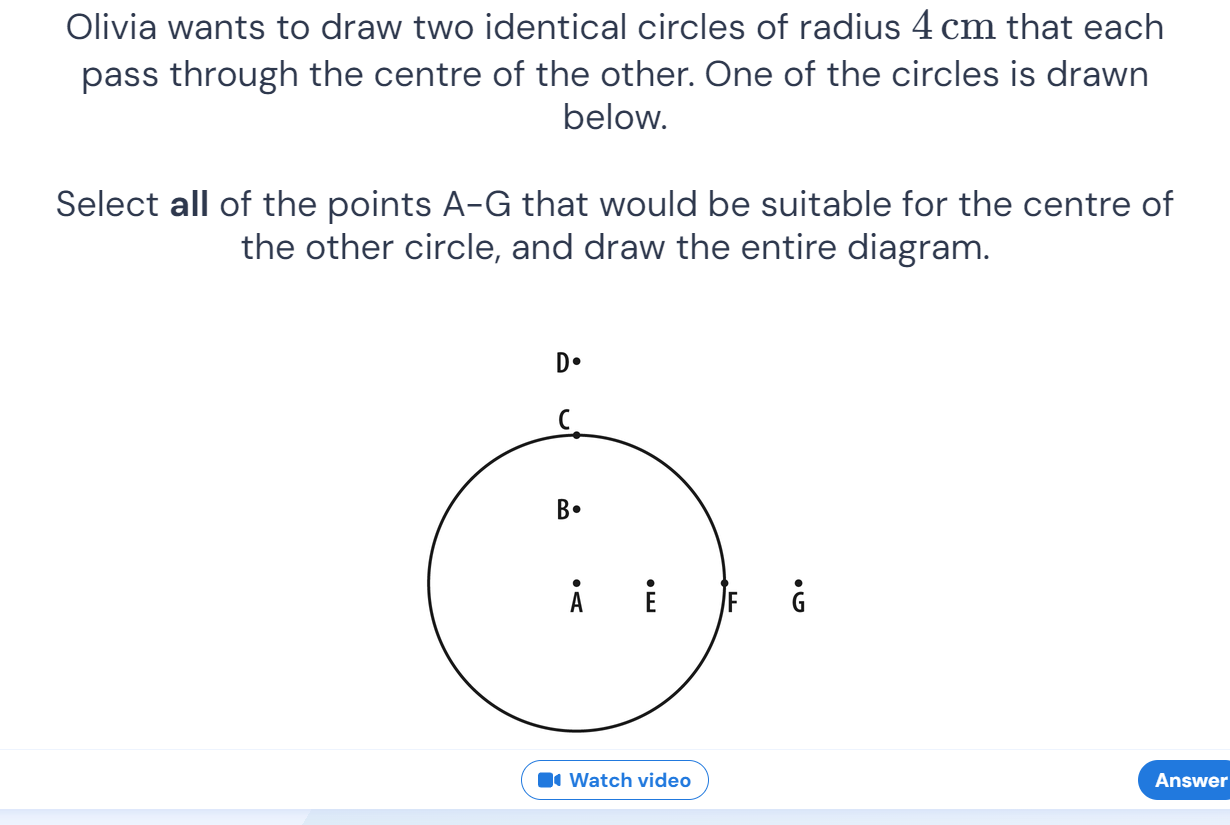 Olivia wants to draw two identical circles of radius 4 cm that each
pass through the centre of the other. One of the circles is drawn
below.
Select all of the points A-G that would be suitable for the centre of
the other circle, and draw the entire diagram.
D
C
B
A E F G
Watch video
Answer